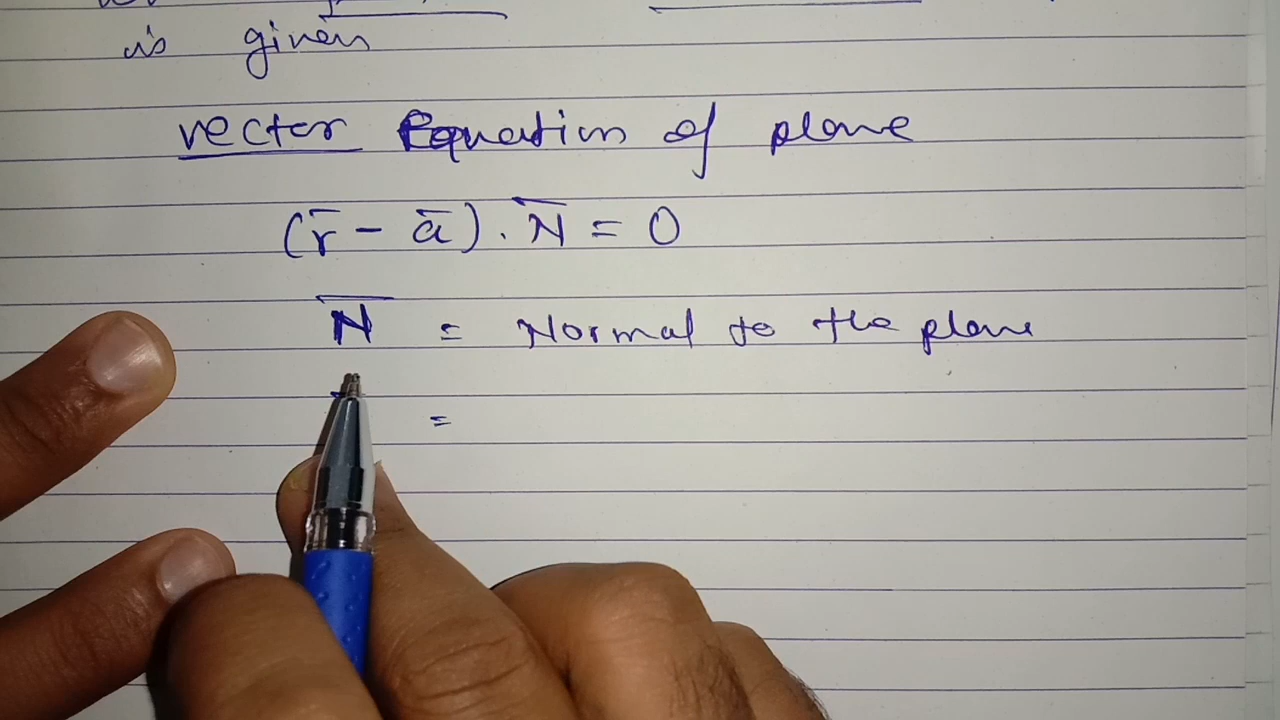 is given
vector Equation of plane
(r̄ - ā) . N̄ = 0
N̄ = Normal to the plane
=